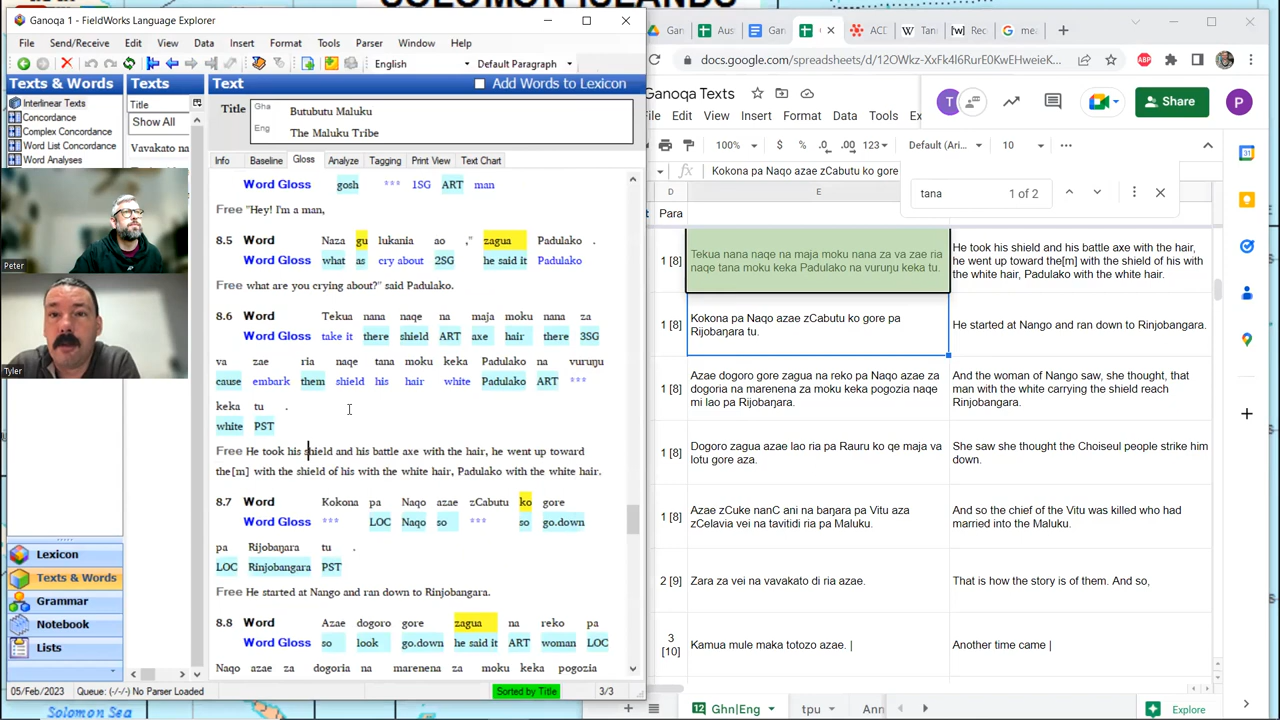 SOLOMON ISLANDS
Ganoqa 1 - FieldWorks Language Explorer
File Send/Receive Edit View Data Insert Format Tools Parser Window Help
English Default Paragraph
Texts & Words Texts Text Add Words to Lexicon
Interlinear Texts
Concordance
Complex Concordance
Word List Concordance
Word Analyses
Title
Show All
Vavakato na
Title Gha Butubutu Maluku
Eng The Maluku Tribe
Info Baseline Gloss Analyze Tagging Print View Text Chart
Word Gloss gosh *** 1SG ART man
Free "Hey! I'm a man,
8.5 Word Naza gu lukania ao ," zagua Padulako .
Word Gloss what as cry about 2SG he said it Padulako
Free what are you crying about?" said Padulako.
8.6 Word Tekua nana naqe na maja moku nana za
Word Gloss take it there shield ART axe hair there 3SG
va zae ria naqe tana moku keka Padulako na vuruŋu
cause embark them shield his hair white Padulako ART ***
keka tu .
white PST
Free He took his shield and his battle axe with the hair, he went up toward
the[m] with the shield of his with the white hair, Padulako with the white hair.
8.7 Word Kokona pa Naqo azae zCabutu ko gore
Word Gloss *** LOC Naqo so *** so go.down
pa Rijobaŋara tu .
LOC Rinjobangara PST
Free He started at Nango and ran down to Rinjobangara.
8.8 Word Azae dogoro gore zagua na reko pa
Word Gloss so look go.down he said it ART woman LOC
Naqo azae za dogoria na marenena za moku keka pogozia
Peter
Tyler
Lexicon
Texts & Words
Grammar
Notebook
Lists
05/Feb/2023 Queue: (-/-/-) No Parser Loaded Sorted by Title 3/3
Solomon Sea
docs.google.com/spreadsheets/d/
Ganoqa Texts
File Edit View Insert Format Data Tools
Share
100% $ % .0 .00 123 Default (Ari... 10
Kokona pa Naqo azae zCabutu ko gore
tana 1 of 2
D E
Para
1 [8] Tekua nana naqe na maja moku nana za va zae ria
naqe tana moku keka Padulako na vuruŋu keka tu.
He took his shield and his battle axe with the hair,
he went up toward the[m] with the shield of his with
the white hair, Padulako with the white hair.
1 [8] Kokona pa Naqo azae zCabutu ko gore pa
Rijobaŋara tu.
He started at Nango and ran down to Rinjobangara.
1 [8] Azae dogoro gore zagua na reko pa Naqo azae za
dogoria na marenena za moku keka pogozia naqe
mi lao pa Rijobaŋara.
And the woman of Nango saw, she thought, that
man with the white carrying the shield reach
Rinjobangara.
1 [8] Dogoro zagua azae lao ria pa Rauru ko qe maja va
lotu gore aza.
She saw she thought the Choiseul people strike him
down.
1 [8] Azae zCuke nanC ani na baŋara pa Vitu aza
zCelavia vei na tavitidi ria pa Maluku.
And so the chief of the Vitu was killed who had
married into the Maluku.
2 [9] Zara za vei na vavakato di ria azae.
That is how the story is of them. And so,
3
[10] Kamua mule maka totozo azae. |
Another time came |
Ghn|Eng tpu Ann Explore